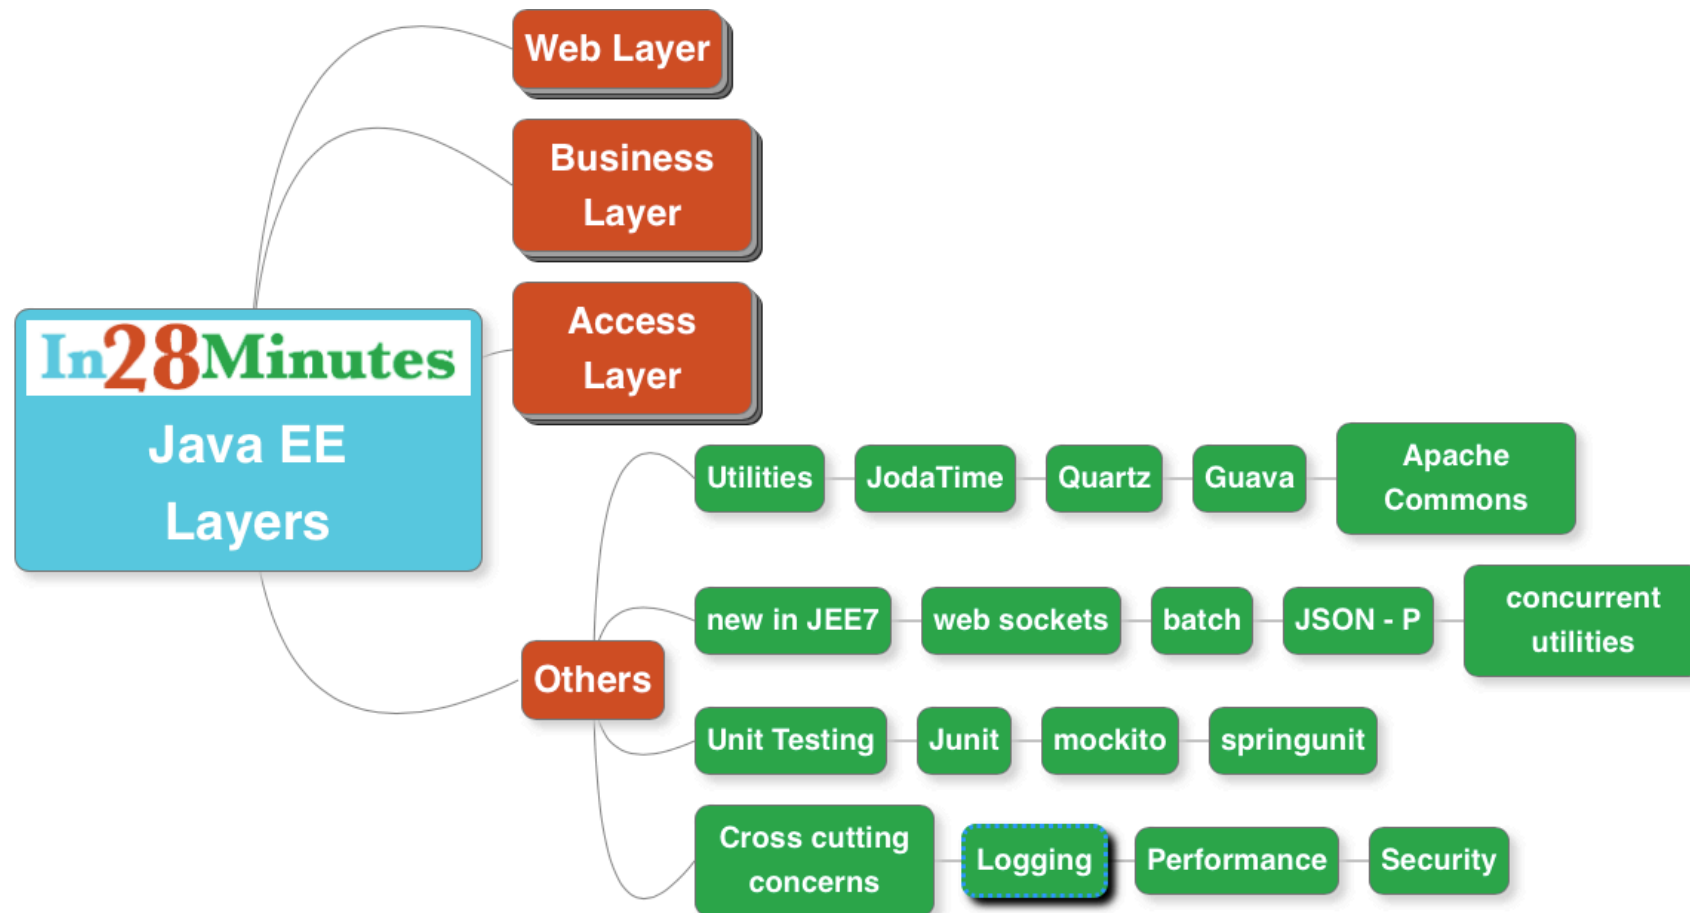 Web Layer
Business
Layer
Access
Layer
In28Minutes
Java EE
Layers
Utilities
JodaTime
Quartz
Guava
Apache
Commons
new in JEE7
web sockets
batch
JSON - P
concurrent
utilities
Others
Unit Testing
Junit
mockito
springunit
Cross cutting
concerns
Logging
Performance
Security